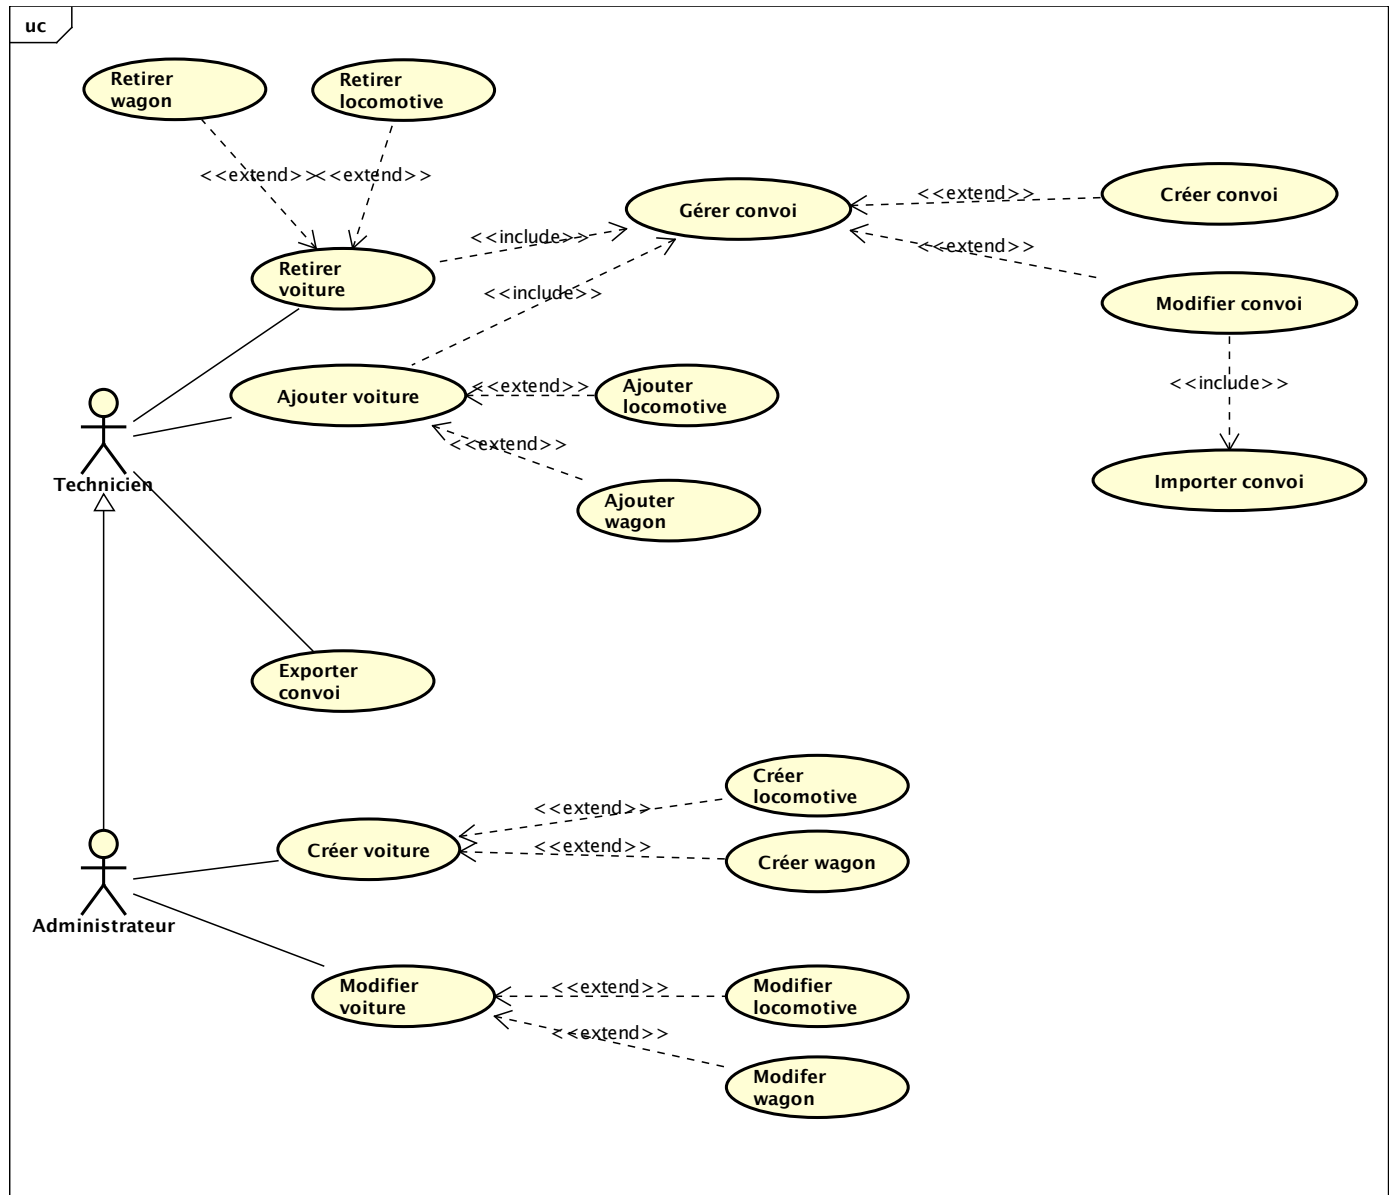 uc
Retirer
wagon
Retirer
locomotive
<<extend>>
<<extend>>
Gérer convoi
<<extend>>
Créer convoi
<<include>>
<<extend>>
Retirer
voiture
<<include>>
Modifier convoi
Ajouter voiture
<<extend>>
Ajouter
locomotive
<<include>>
<<extend>>
Technicien
Ajouter
wagon
Importer convoi
Exporter
convoi
Créer
locomotive
<<extend>>
Créer voiture
<<extend>>
Créer wagon
Administrateur
Modifier
voiture
<<extend>>
Modifier
locomotive
<<extend>>
Modifer
wagon